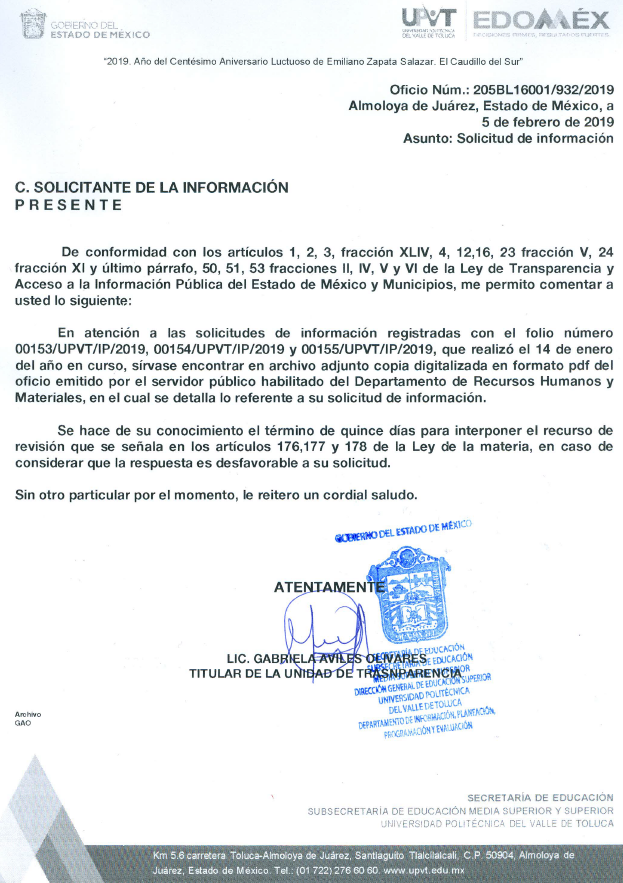 GOBIERNO DEL
ESTADO DE MÉXICO
UPVT
UNIVERSIDAD POLITÉCNICA
DEL VALLE DE TOLUCA
EDOMÉX
DECISIONES FIRMES, RESULTADOS FUERTES.
"2019. Año del Centésimo Aniversario Luctuoso de Emiliano Zapata Salazar. El Caudillo del Sur"
Oficio Núm.: 205BL16001/932/2019
Almoloya de Juárez, Estado de México, a
5 de febrero de 2019
Asunto: Solicitud de información
C. SOLICITANTE DE LA INFORMACIÓN
P R E S E N T E
De conformidad con los artículos 1, 2, 3, fracción XLIV, 4, 12,16, 23 fracción V, 24
fracción XI y último párrafo, 50, 51, 53 fracciones II, IV, V y VI de la Ley de Transparencia y
Acceso a la Información Pública del Estado de México y Municipios, me permito comentar a
usted lo siguiente:
En atención a las solicitudes de información registradas con el folio número
00153/UPVT/IP/2019, 00154/UPVT/IP/2019 y 00155/UPVT/IP/2019, que realizó el 14 de enero
del año en curso, sírvase encontrar en archivo adjunto copia digitalizada en formato pdf del
oficio emitido por el servidor público habilitado del Departamento de Recursos Humanos y
Materiales, en el cual se detalla lo referente a su solicitud de información.
Se hace de su conocimiento el término de quince días para interponer el recurso de
revisión que se señala en los artículos 176,177 y 178 de la Ley de la materia, en caso de
considerar que la respuesta es desfavorable a su solicitud.
Sin otro particular por el momento, le reitero un cordial saludo.
GOBIERNO DEL ESTADO DE MÉXICO
ATENTAMENTE
LIC. GABRIELA AVILES OLIVARES
TITULAR DE LA UNIDAD DE TRASNPARENCIA
SECRETARÍA DE EDUCACIÓN
SUBSECRETARÍA DE EDUCACIÓN
MEDIA SUPERIOR Y SUPERIOR
DIRECCIÓN GENERAL DE EDUCACIÓN SUPERIOR
UNIVERSIDAD POLITÉCNICA
DEL VALLE DE TOLUCA
DEPARTAMENTO DE INFORMACIÓN, PLANEACIÓN,
PROGRAMACIÓN Y EVALUACIÓN.
Archivo
GAO
SECRETARÍA DE EDUCACIÓN
SUBSECRETARÍA DE EDUCACIÓN MEDIA SUPERIOR Y SUPERIOR
UNIVERSIDAD POLITÉCNICA DEL VALLE DE TOLUCA
Km 5.6 carretera Toluca-Almoloya de Juárez, Santiaguito Tlalcilalcali, C.P. 50904, Almoloya de
Juárez, Estado de México. Tel.: (01 722) 276 60 60. www.upvt.edu.mx